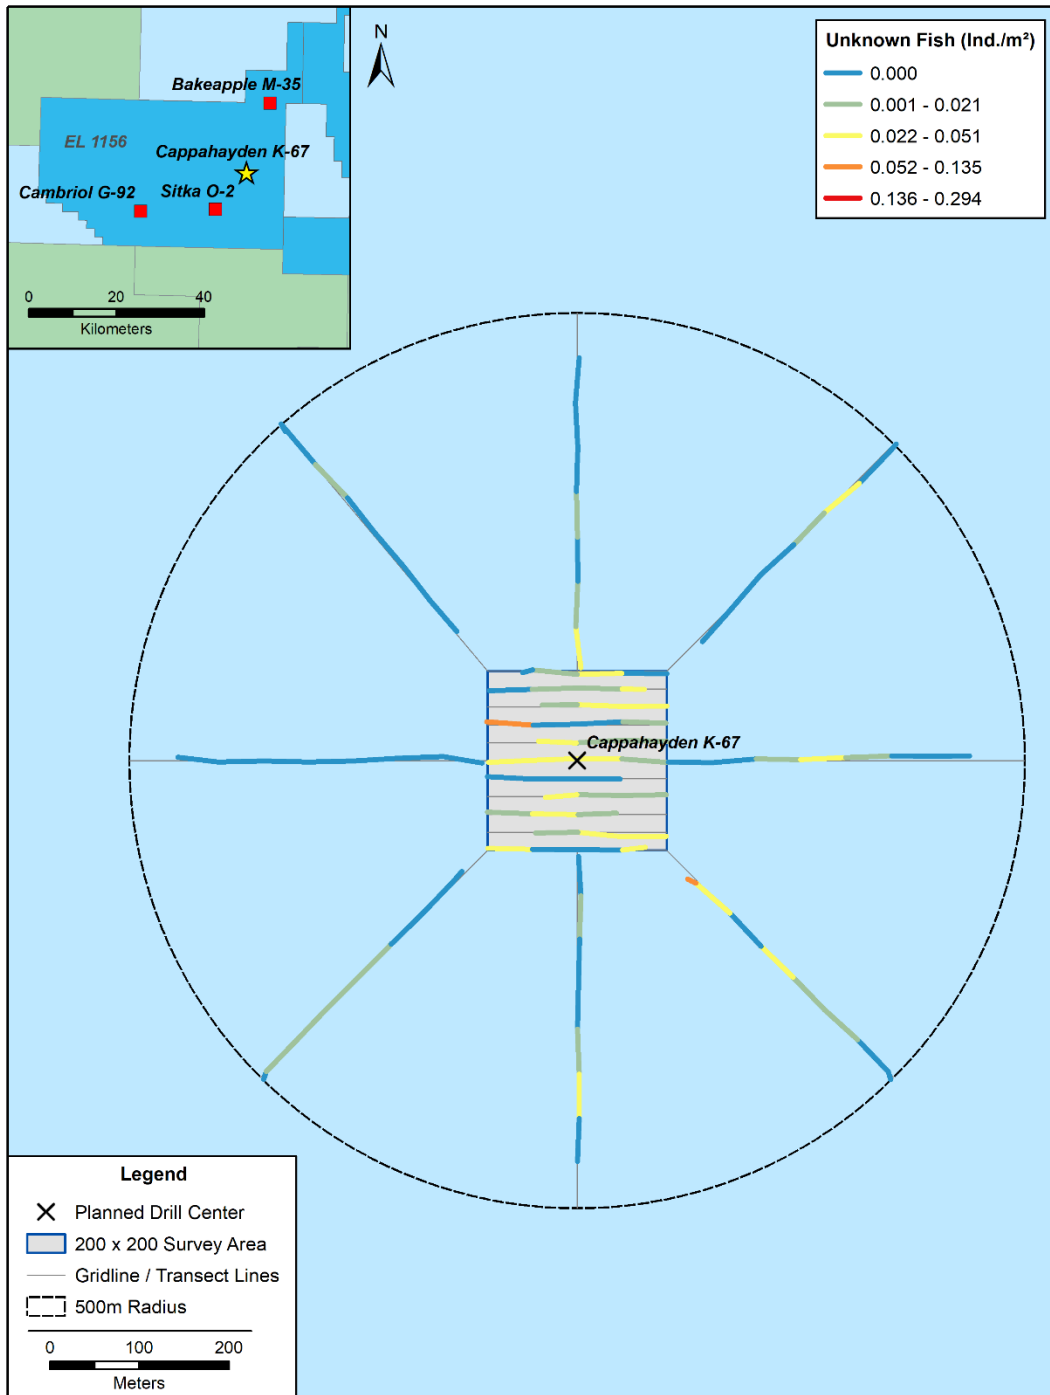 Bakeapple M-35
EL 1156
Cappahayden K-67
Cambriol G-92
Sitka O-2
0 20 40
Kilometers
N
Unknown Fish (Ind./m²)
0.000
0.001 - 0.021
0.022 - 0.051
0.052 - 0.135
0.136 - 0.294
Cappahayden K-67
Legend
Planned Drill Center
200 x 200 Survey Area
Gridline / Transect Lines
500m Radius
0 100 200
Meters